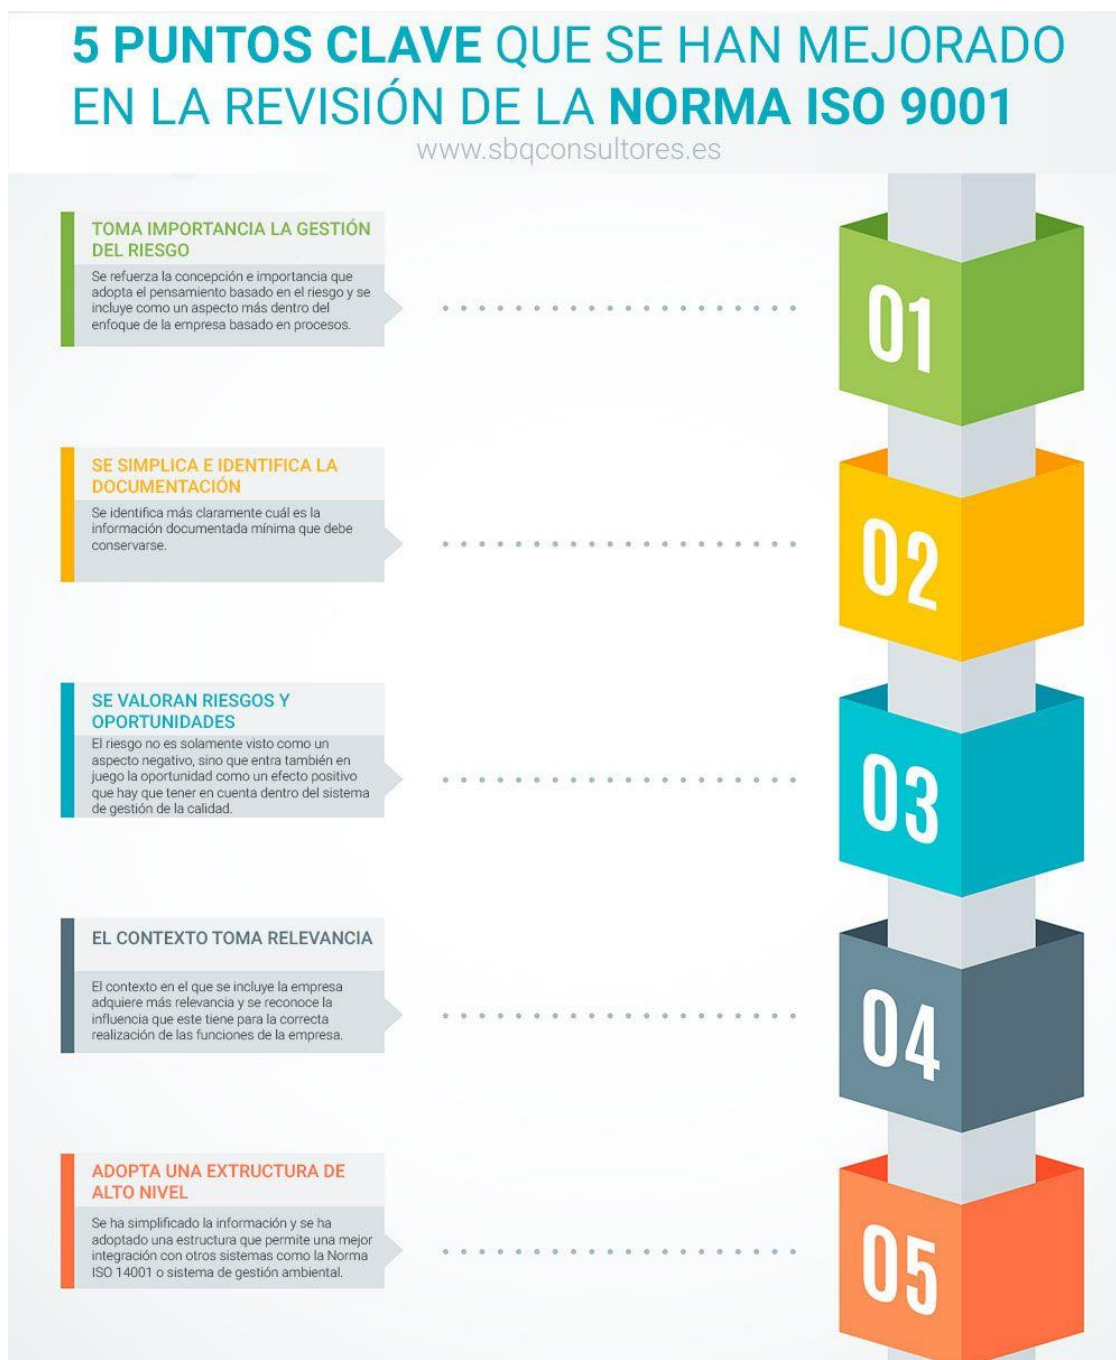 5 PUNTOS CLAVE QUE SE HAN MEJORADO
EN LA REVISIÓN DE LA NORMA ISO 9001
www.sbqconsultores.es
TOMA IMPORTANCIA LA GESTIÓN
DEL RIESGO
Se refuerza la concepción e importancia que
adopta el pensamiento basado en el riesgo y se
incluye como un aspecto más dentro del
enfoque de la empresa basado en procesos.
01
SE SIMPLICA E IDENTIFICA LA
DOCUMENTACIÓN
Se identifica más claramente cuál es la
información documentada mínima que debe
conservarse.
02
SE VALORAN RIESGOS Y
OPORTUNIDADES
El riesgo no es solamente visto como un
aspecto negativo, sino que entra también en
juego la oportunidad como un efecto positivo
que hay que tener en cuenta dentro del sistema
de gestión de la calidad.
03
EL CONTEXTO TOMA RELEVANCIA
El contexto en el que se incluye la empresa
adquiere más relevancia y se reconoce la
influencia que este tiene para la correcta
realización de las funciones de la empresa.
04
ADOPTA UNA EXTRUCTURA DE
ALTO NIVEL
Se ha simplificado la información y se ha
adoptado una estructura que permite una mejor
integración con otros sistemas como la Norma
ISO 14001 o sistema de gestión ambiental.
05